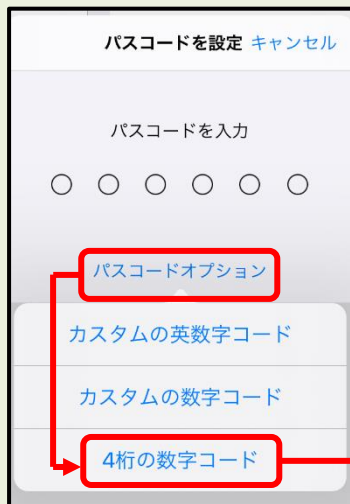 パスコードを設定 キャンセル
パスコードを入力
パスコードオプション
カスタムの英数字コード
カスタムの数字コード
4桁の数字コード